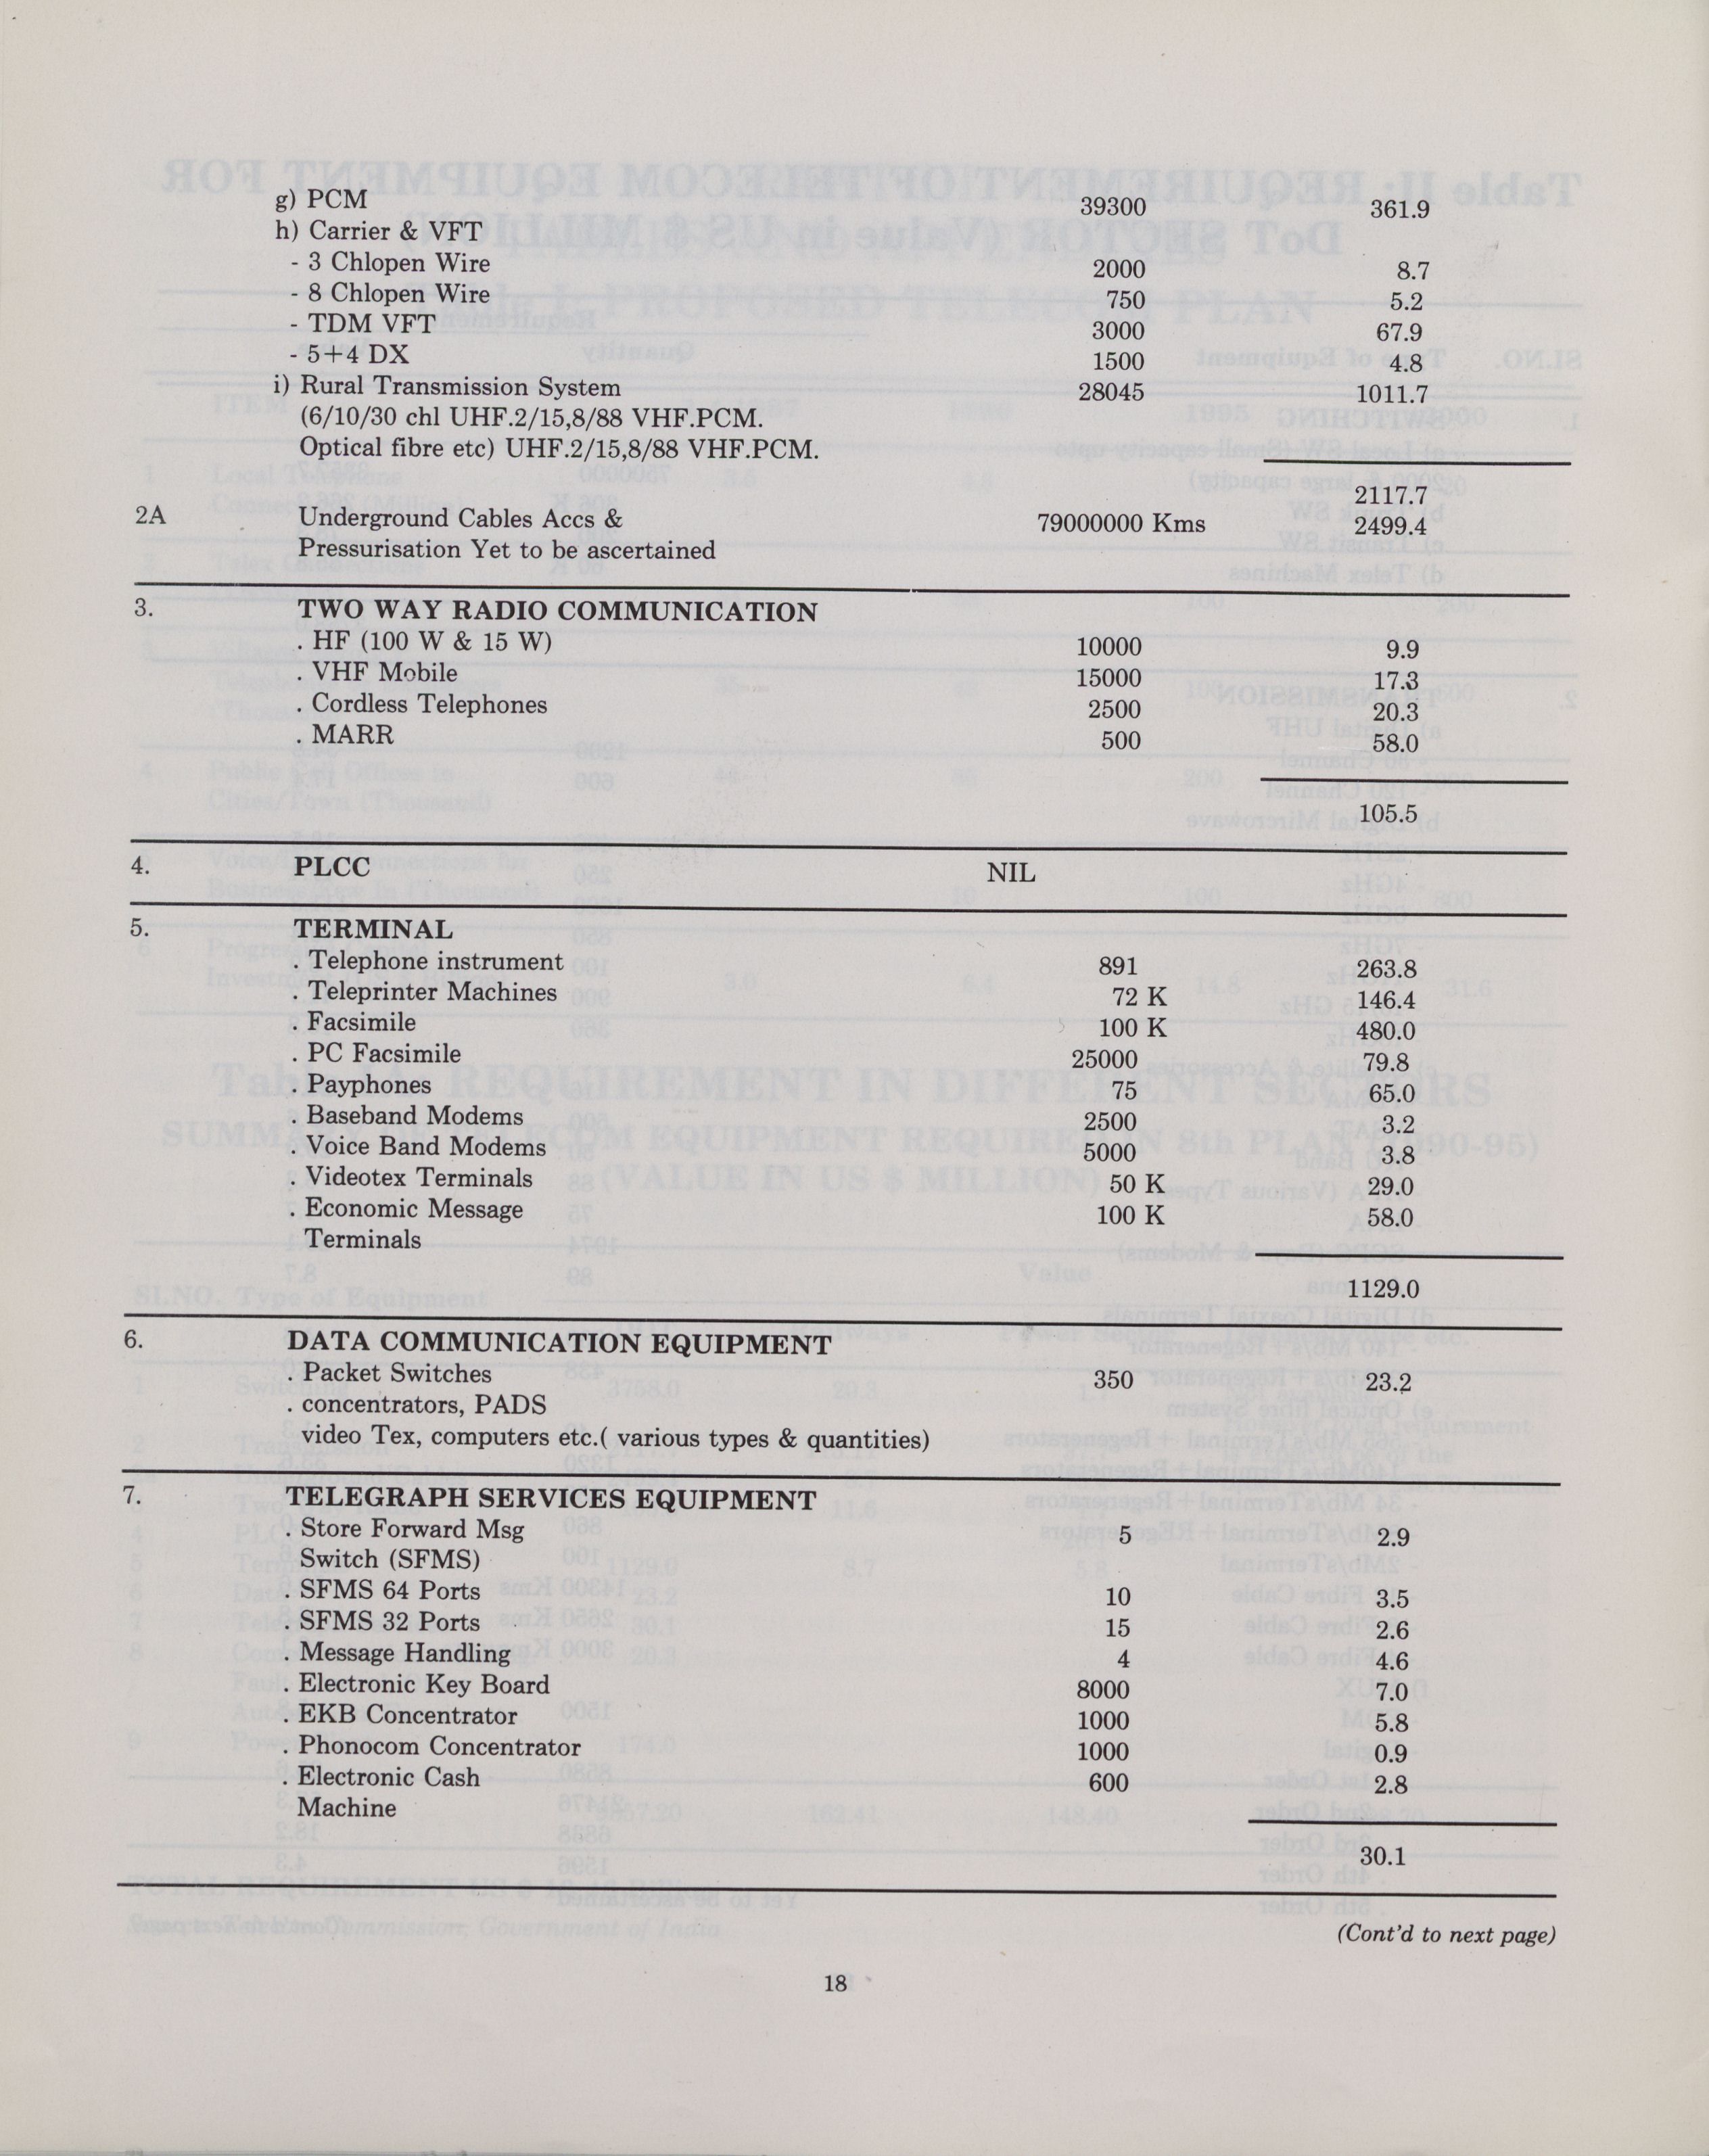 g) PCM 39300 361.9
h) Carrier & VFT
- 3 Chlopen Wire 2000 8.7
- 8 Chlopen Wire 750 5.2
- TDM VFT 3000 67.9
- 5+4 DX 1500 4.8
i) Rural Transmission System 28045 1011.7
(6/10/30 chl UHF.2/15,8/88 VHF.PCM.
Optical fibre etc) UHF.2/15,8/88 VHF.PCM.
2117.7
2A Underground Cables Accs & 79000000 Kms 2499.4
Pressurisation Yet to be ascertained
3. TWO WAY RADIO COMMUNICATION
. HF (100 W & 15 W) 10000 9.9
. VHF Mobile 15000 17.3
. Cordless Telephones 2500 20.3
. MARR 500 58.0
105.5
4. PLCC NIL
5. TERMINAL
. Telephone instrument 891 263.8
. Teleprinter Machines 72 K 146.4
. Facsimile 100 K 480.0
. PC Facsimile 25000 79.8
. Payphones 75 65.0
. Baseband Modems 2500 3.2
. Voice Band Modems 5000 3.8
. Videotex Terminals 50 K 29.0
. Economic Message 100 K 58.0
Terminals
1129.0
6. DATA COMMUNICATION EQUIPMENT
. Packet Switches 350 23.2
. concentrators, PADS
video Tex, computers etc.( various types & quantities)
7. TELEGRAPH SERVICES EQUIPMENT
. Store Forward Msg 5 2.9
Switch (SFMS)
. SFMS 64 Ports 10 3.5
. SFMS 32 Ports 15 2.6
. Message Handling 4 4.6
. Electronic Key Board 8000 7.0
. EKB Concentrator 1000 5.8
. Phonocom Concentrator 1000 0.9
. Electronic Cash 600 2.8
Machine
30.1
(Cont'd to next page)
18